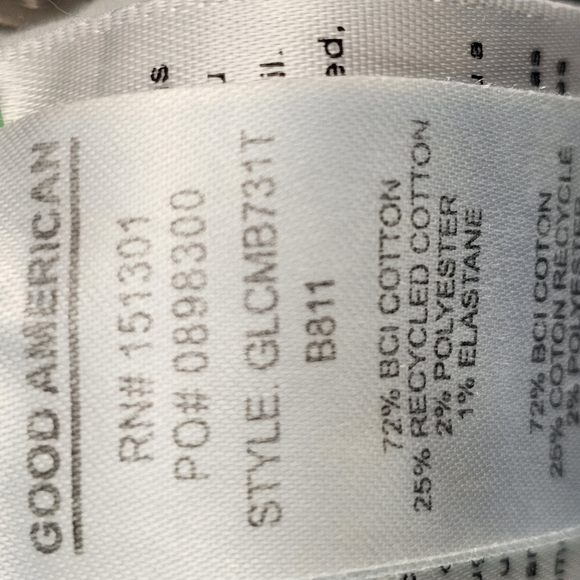 GOOD AMERICAN
RN# 151301
PO# 0898300
STYLE. GLCMB731T
B811
72% BCI COTTON
25% RECYCLED COTTON
2% POLYESTER
1% ELASTANE
72% BCI COTON
25% COTON RECYCLE
2%